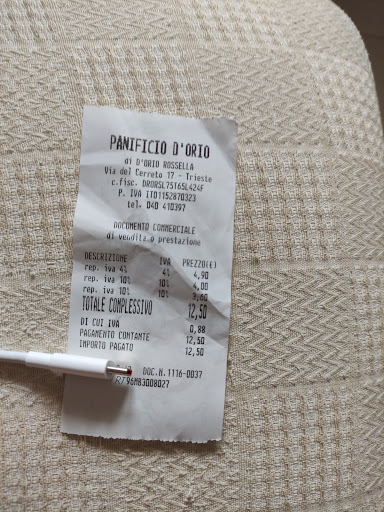 PANIFICIO D'ORIO
di D'ORIO ROSSELLA
Via del Cerreto 17 - Trieste
c.fisc. DRORSL75T65L424F
P. IVA IT01152870323
tel. 040 410397
DOCUMENTO COMMERCIALE
di vendita o prestazione
DESCRIZIONE IVA PREZZO(€)
rep. iva 4% 4% 4,90
rep. iva 10% 10% 4,00
rep. iva 10% 10% 3,60
TOTALE COMPLESSIVO 12,50
DI CUI IVA 0,88
PAGAMENTO CONTANTE 12,50
IMPORTO PAGATO 12,50
DOC.N.1116-0037
RT 96MB3008027